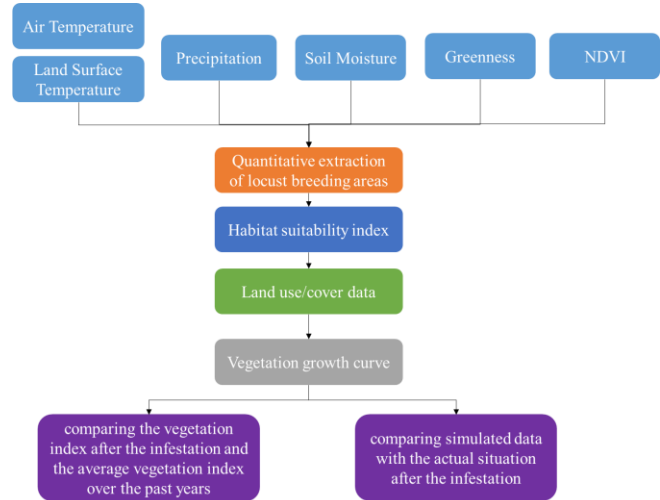 Air Temperature
Land Surface
Temperature
Precipitation
Soil Moisture
Greenness
NDVI
Quantitative extraction
of locust breeding areas
Habitat suitability index
Land use/cover data
Vegetation growth curve
comparing the vegetation
index after the infestation and
the average vegetation index
over the past years
comparing simulated data
with the actual situation
after the infestation